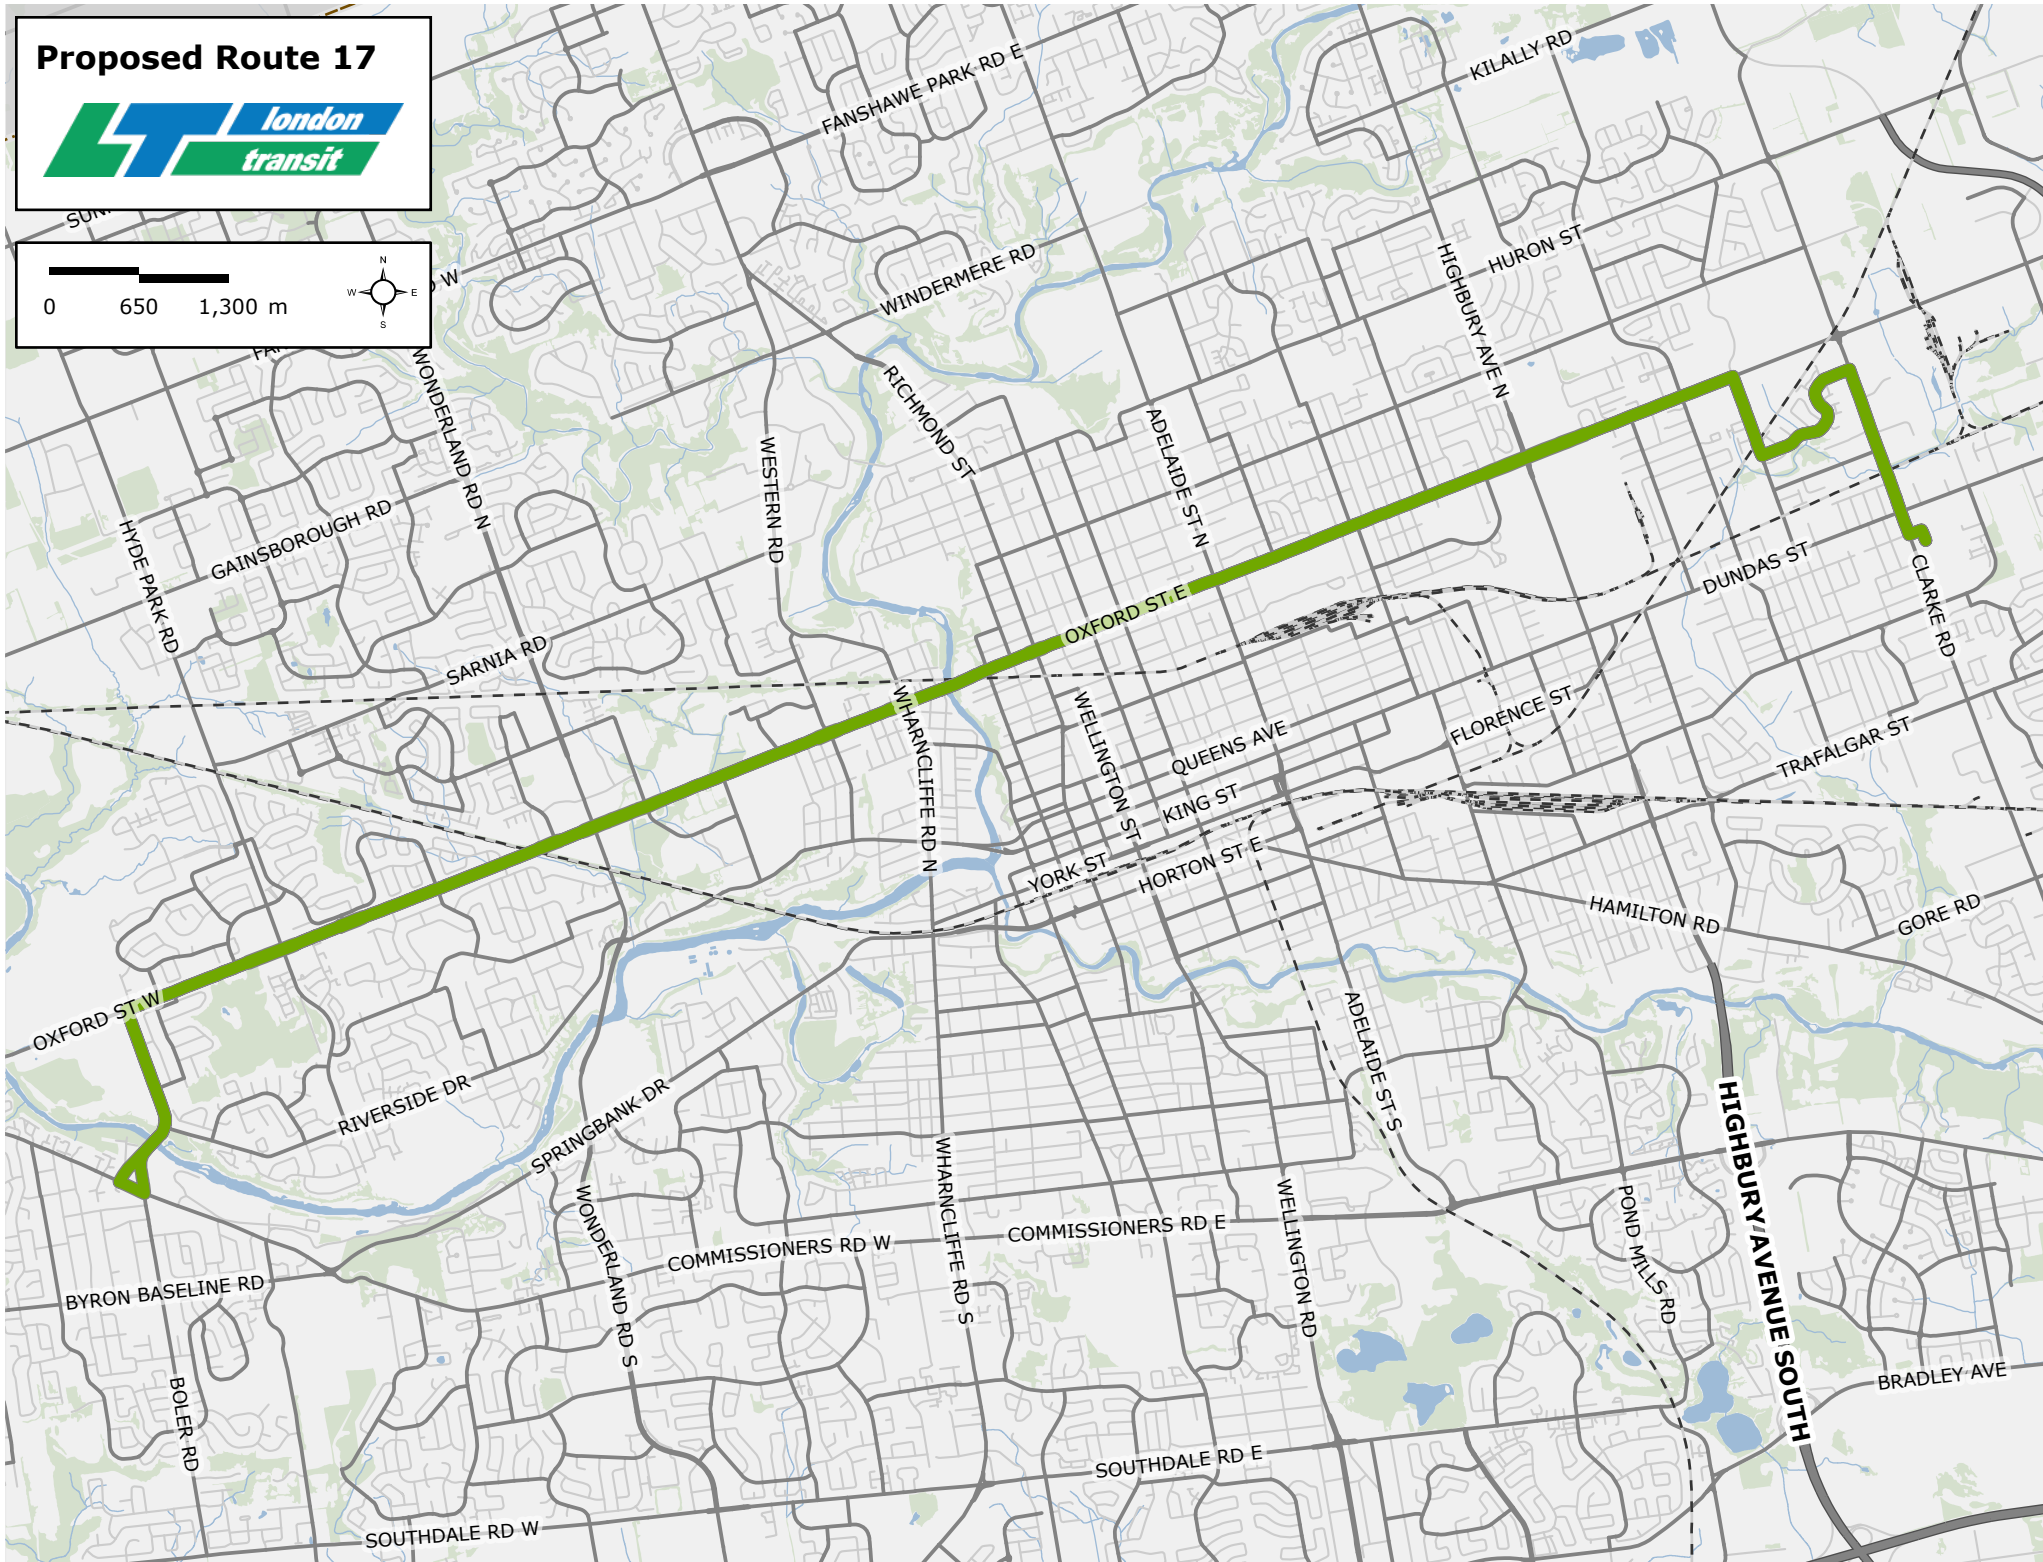 Proposed Route 17
london
transit
0 650 1,300 m
N
W E
S
FANSHAWE PARK RD E
KILALLY RD
HURON ST
HIGHBURY AVE N
WINDERMERE RD
D W
WONDERLAND RD N
RICHMOND ST
ADELAIDE ST N
WESTERN RD
GAINSBOROUGH RD
HYDE PARK RD
SARNIA RD
OXFORD ST E
DUNDAS ST
CLARKE RD
WHARNCLIFFE RD N
WELLINGTON ST
QUEENS AVE
KING ST
FLORENCE ST
TRAFALGAR ST
YORK ST
HORTON ST E
HAMILTON RD
GORE RD
OXFORD ST W
RIVERSIDE DR
SPRINGBANK DR
ADELAIDE ST S
HIGHBURY AVENUE SOUTH
WHARNCLIFFE RD S
WONDERLAND RD S
COMMISSIONERS RD W
COMMISSIONERS RD E
WELLINGTON RD
POND MILLS RD
BYRON BASELINE RD
BOLER RD
BRADLEY AVE
SOUTHDALE RD E
SOUTHDALE RD W